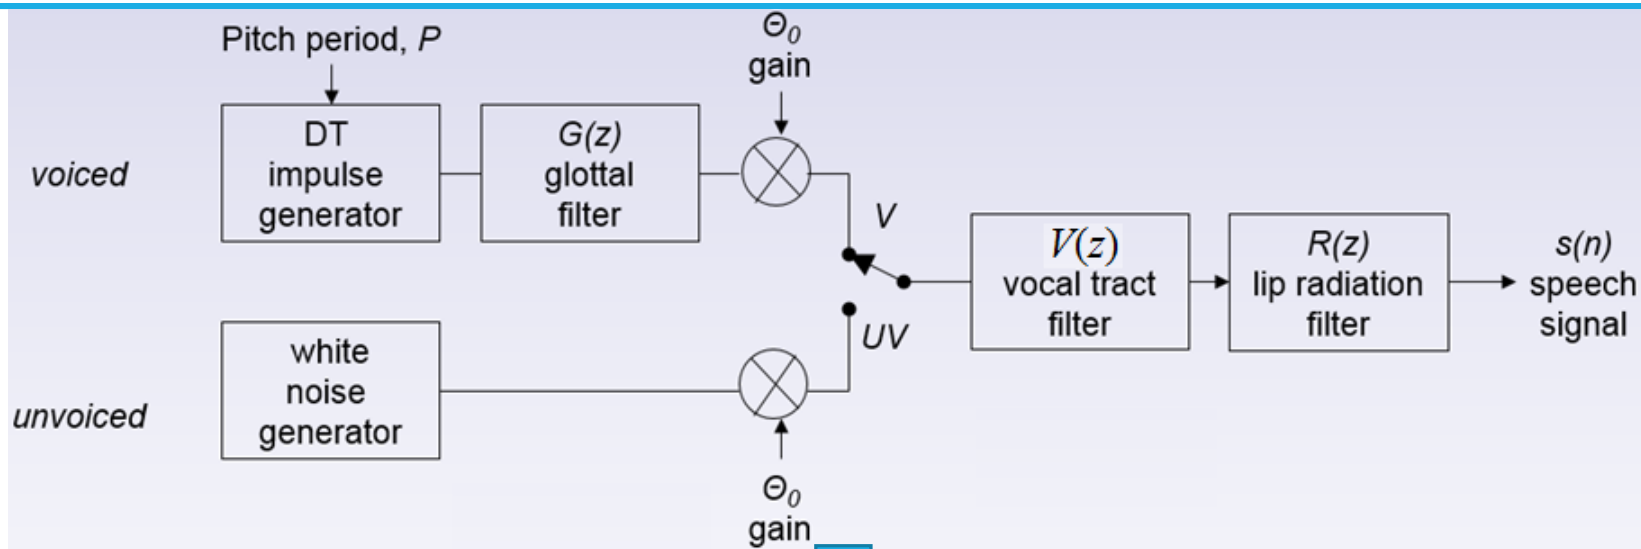 Pitch period, P
Θ0
gain
voiced
DT
impulse
generator
G(z)
glottal
filter
V
V(z)
vocal tract
filter
R(z)
lip radiation
filter
s(n)
speech
signal
UV
unvoiced
white
noise
generator
Θ0
gain